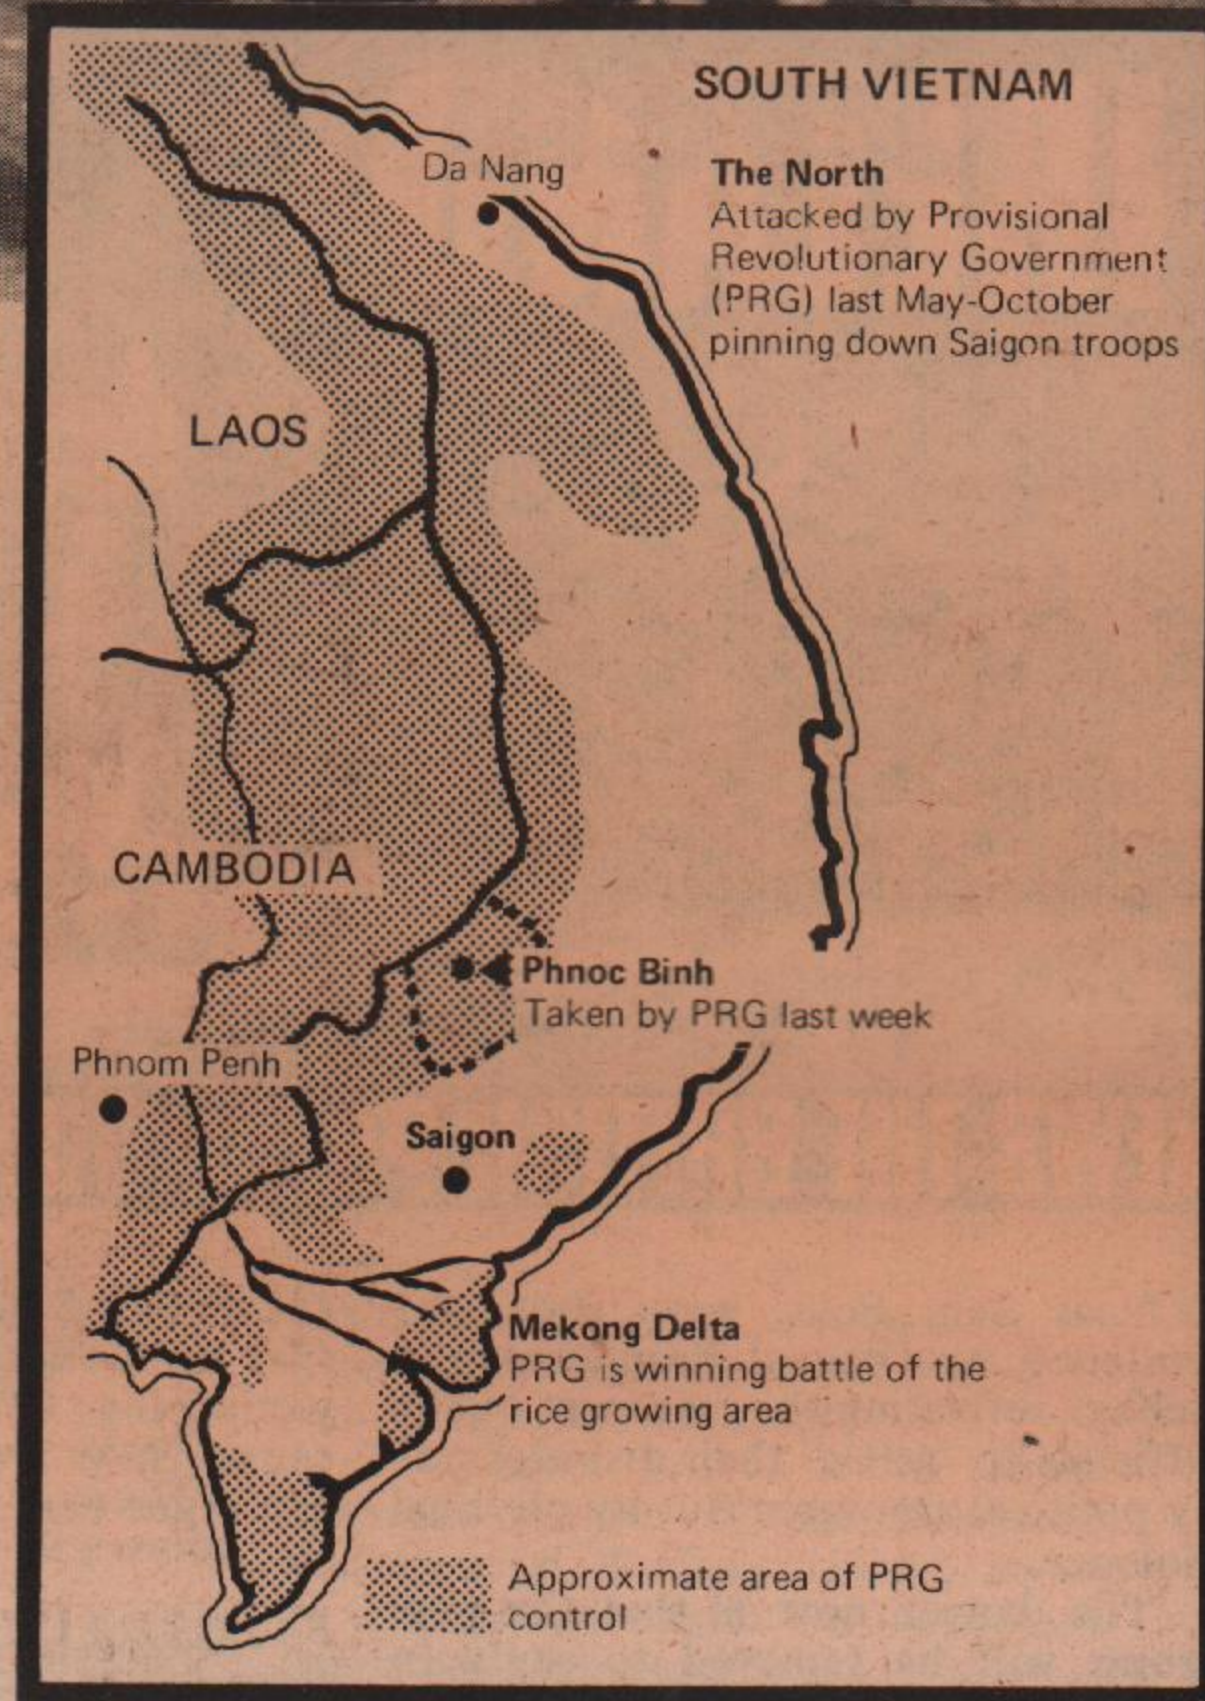 SOUTH VIETNAM
The North
Attacked by Provisional
Revolutionary Government
(PRG) last May-October
pinning down Saigon troops
Da Nang
LAOS
CAMBODIA
Phnoc Binh
Taken by PRG last week
Phnom Penh
Saigon
Mekong Delta
PRG is winning battle of the
rice growing area
Approximate area of PRG
control